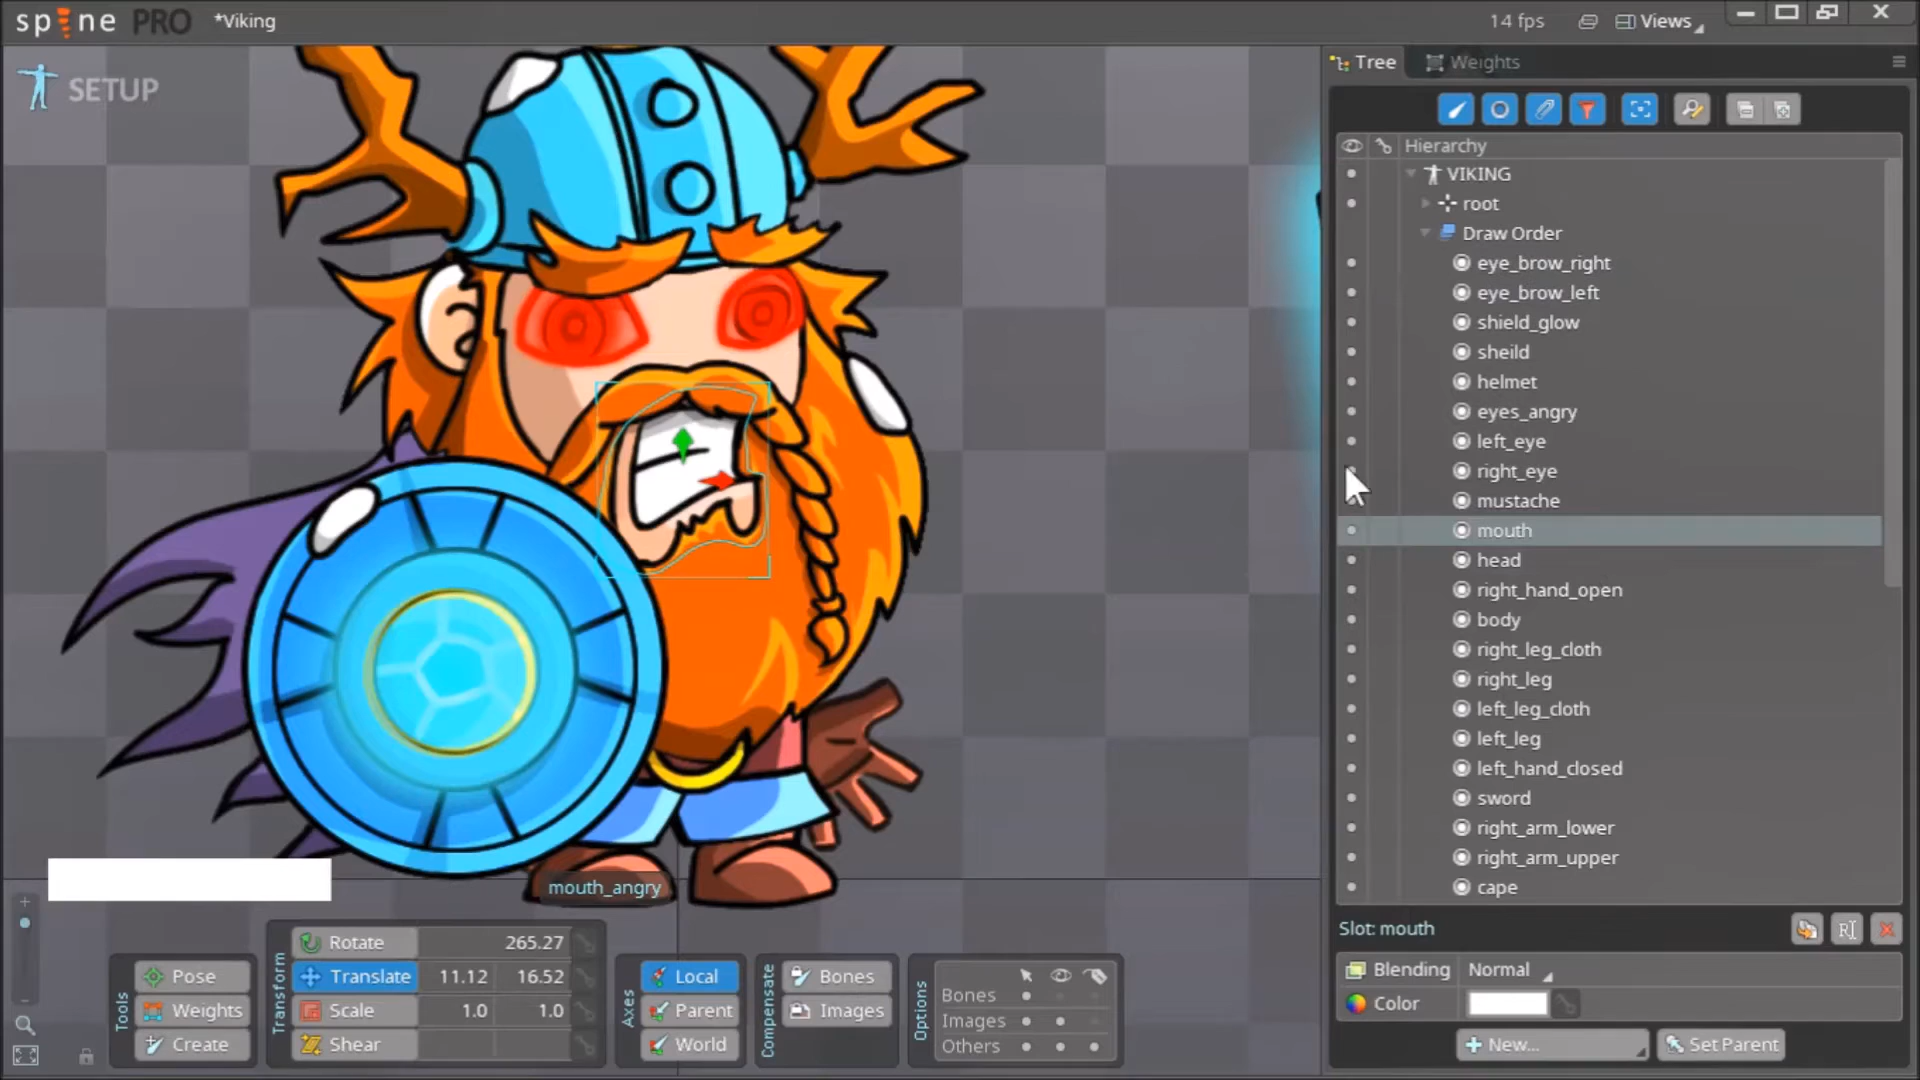 spine PRO *Viking 14 fps Views
SETUP
Tree Weights
Hierarchy
VIKING
root
Draw Order
eye_brow_right
eye_brow_left
shield_glow
sheild
helmet
eyes_angry
left_eye
right_eye
mustache
mouth
head
right_hand_open
body
right_leg_cloth
right_leg
left_leg_cloth
left_leg
left_hand_closed
sword
right_arm_lower
right_arm_upper
cape
mouth_angry
Tools
Pose
Weights
Create
Transform
Rotate 265.27
Translate 11.12 16.52
Scale 1.0 1.0
Shear
Axes
Local
Parent
World
Compensate
Bones
Images
Options
Bones
Images
Others
Slot: mouth
Blending Normal
Color
New... Set Parent